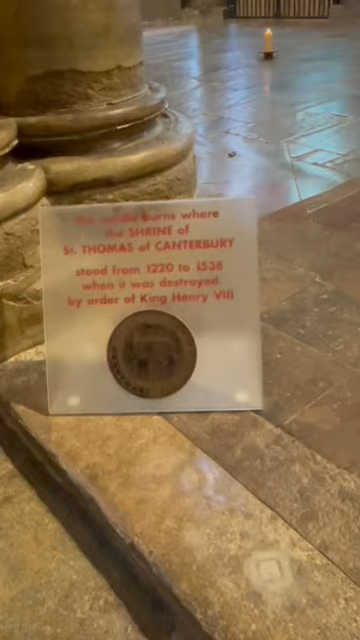 The candle burns where
the SHRINE of
St. THOMAS of CANTERBURY
stood from 1220 to 1538
when it was destroyed
by order of King Henry VIII